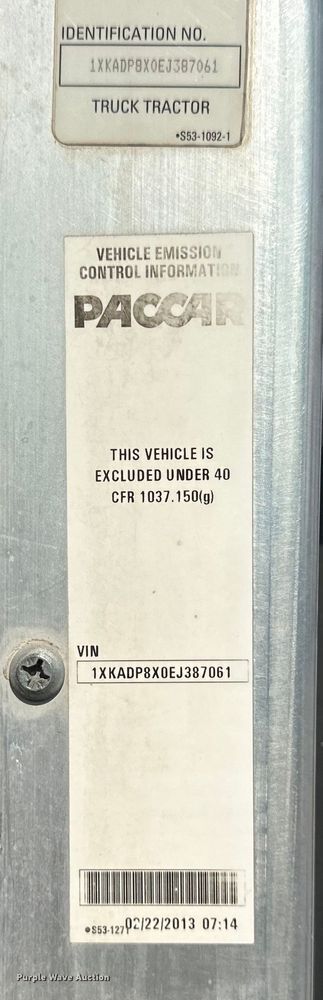 IDENTIFICATION NO.
1XKADP8X0EJ387061
TRUCK TRACTOR
•S53-1092-1
VEHICLE EMISSION
CONTROL INFORMATION
PACCAR
THIS VEHICLE IS
EXCLUDED UNDER 40
CFR 1037.150(g)
VIN
1XKADP8X0EJ387061
•S53-127 02/22/2013 07:14
Purple Wave Auction